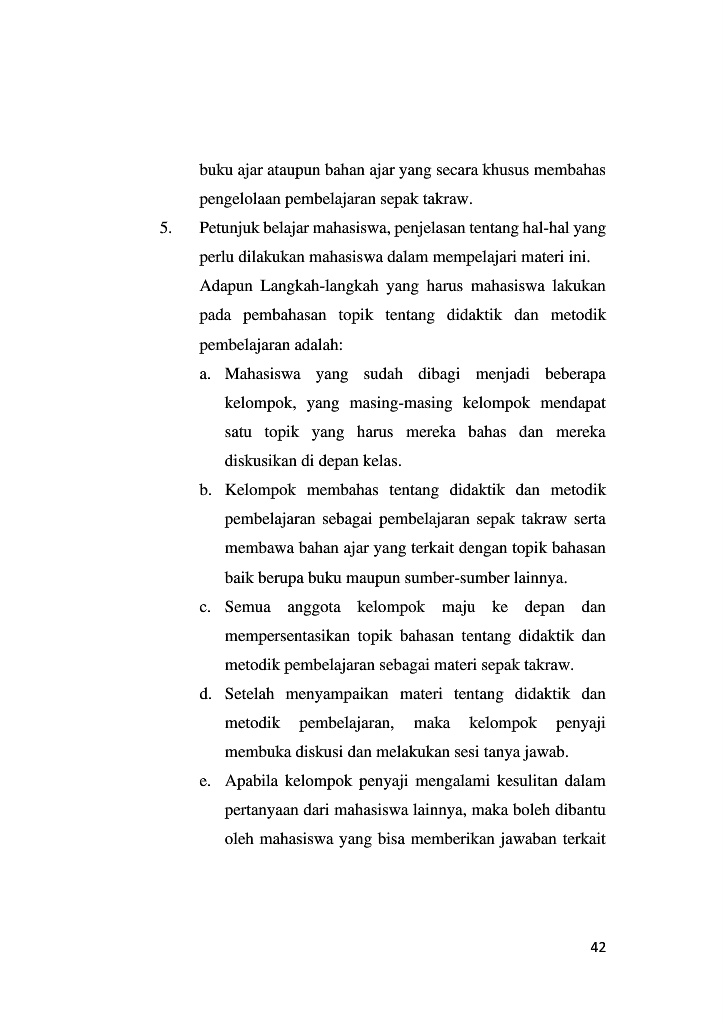 buku ajar ataupun bahan ajar yang secara khusus membahas
pengelolaan pembelajaran sepak takraw.
5. Petunjuk belajar mahasiswa, penjelasan tentang hal-hal yang
perlu dilakukan mahasiswa dalam mempelajari materi ini.
Adapun Langkah-langkah yang harus mahasiswa lakukan
pada pembahasan topik tentang didaktik dan metodik
pembelajaran adalah:
a. Mahasiswa yang sudah dibagi menjadi beberapa
kelompok, yang masing-masing kelompok mendapat
satu topik yang harus mereka bahas dan mereka
diskusikan di depan kelas.
b. Kelompok membahas tentang didaktik dan metodik
pembelajaran sebagai pembelajaran sepak takraw serta
membawa bahan ajar yang terkait dengan topik bahasan
baik berupa buku maupun sumber-sumber lainnya.
c. Semua anggota kelompok maju ke depan dan
mempersentasikan topik bahasan tentang didaktik dan
metodik pembelajaran sebagai materi sepak takraw.
d. Setelah menyampaikan materi tentang didaktik dan
metodik pembelajaran, maka kelompok penyaji
membuka diskusi dan melakukan sesi tanya jawab.
e. Apabila kelompok penyaji mengalami kesulitan dalam
pertanyaan dari mahasiswa lainnya, maka boleh dibantu
oleh mahasiswa yang bisa memberikan jawaban terkait
42